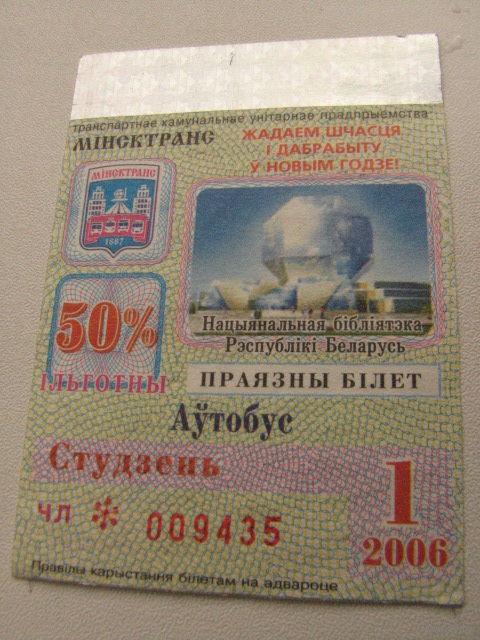 транспартнае камунальнае унітарнае прадпрыемства
МІНСКТРАНС
ЖАДАЕМ ШЧАСЦЯ
І ДАБРАБЫТУ
Ў НОВЫМ ГОДЗЕ!
МІНСКТРАНС
1887
50%
ІЛЬГОТНЫ
Нацыянальная бібліятэка
Рэспублікі Беларусь
ПРАЯЗНЫ БІЛЕТ
Аўтобус
Студзень
1
2006
ЧЛ * 009435
Правілы карыстання білетам на адвароце